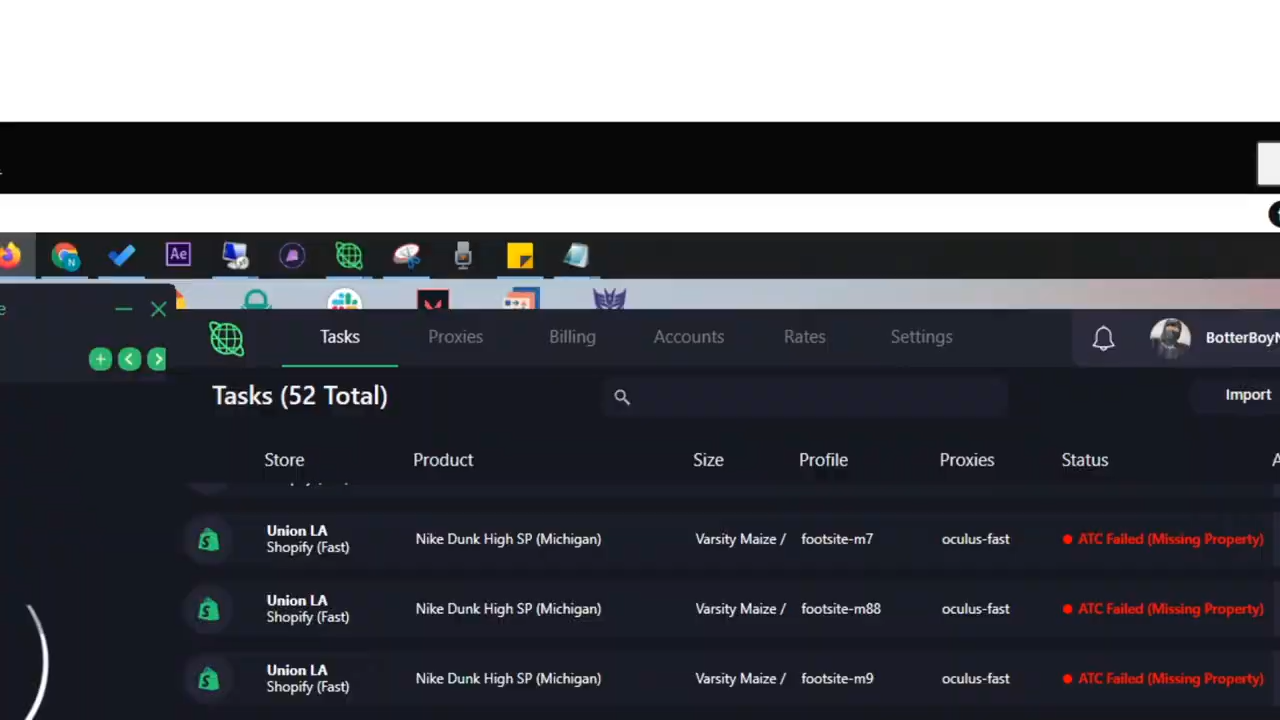 Ae
Tasks Proxies Billing Accounts Rates Settings
Tasks (52 Total)
Import
Store Product Size Profile Proxies Status
Union LA
Shopify (Fast)
Nike Dunk High SP (Michigan) Varsity Maize / footsite-m7 oculus-fast ATC Failed (Missing Property)
Union LA
Shopify (Fast)
Nike Dunk High SP (Michigan) Varsity Maize / footsite-m88 oculus-fast ATC Failed (Missing Property)
Union LA
Shopify (Fast)
Nike Dunk High SP (Michigan) Varsity Maize / footsite-m9 oculus-fast ATC Failed (Missing Property)